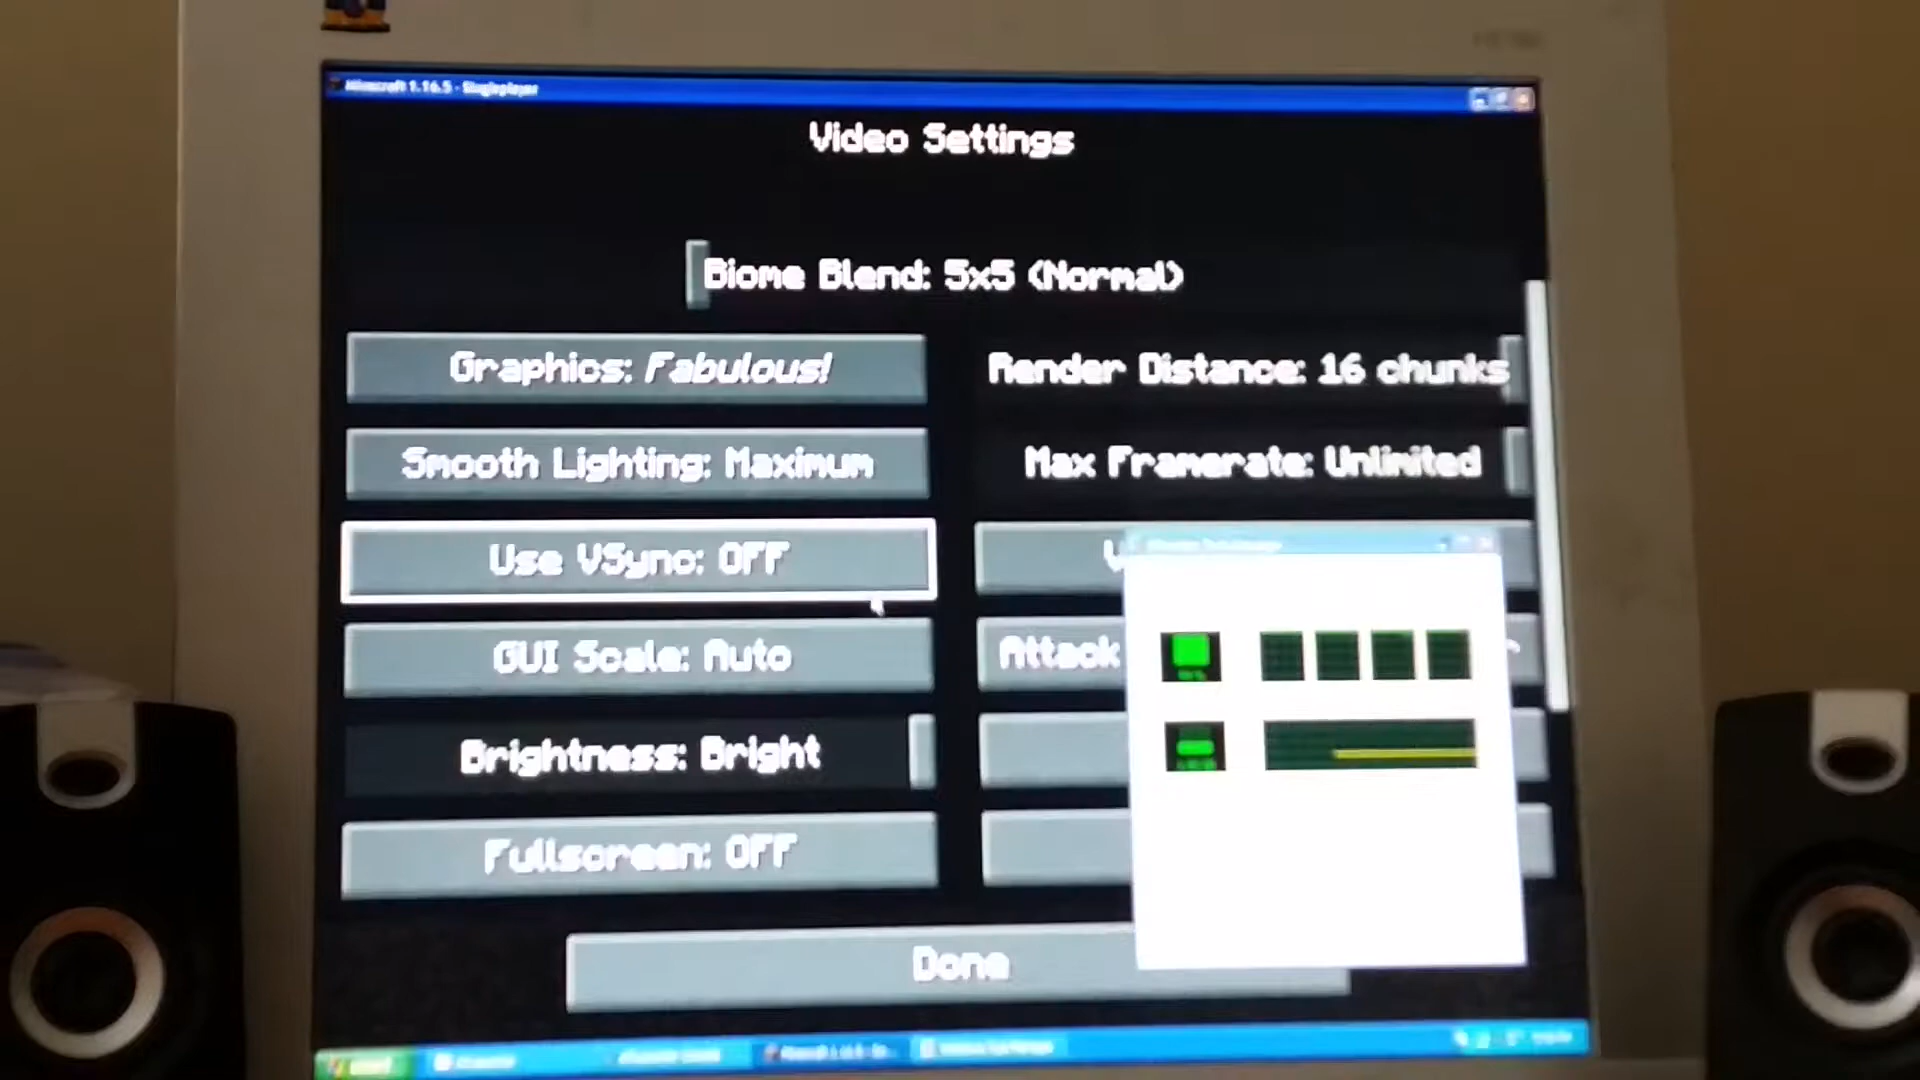 Minecraft 1.16.5 - Singleplayer
Video Settings
Biome Blend: 5x5 (Normal)
Graphics: Fabulous!
Render Distance: 16 chunks
Smooth Lighting: Maximum
Max Framerate: Unlimited
Use VSync: OFF
V
GUI Scale: Auto
Attack
Brightness: Bright
Fullscreen: OFF
Done